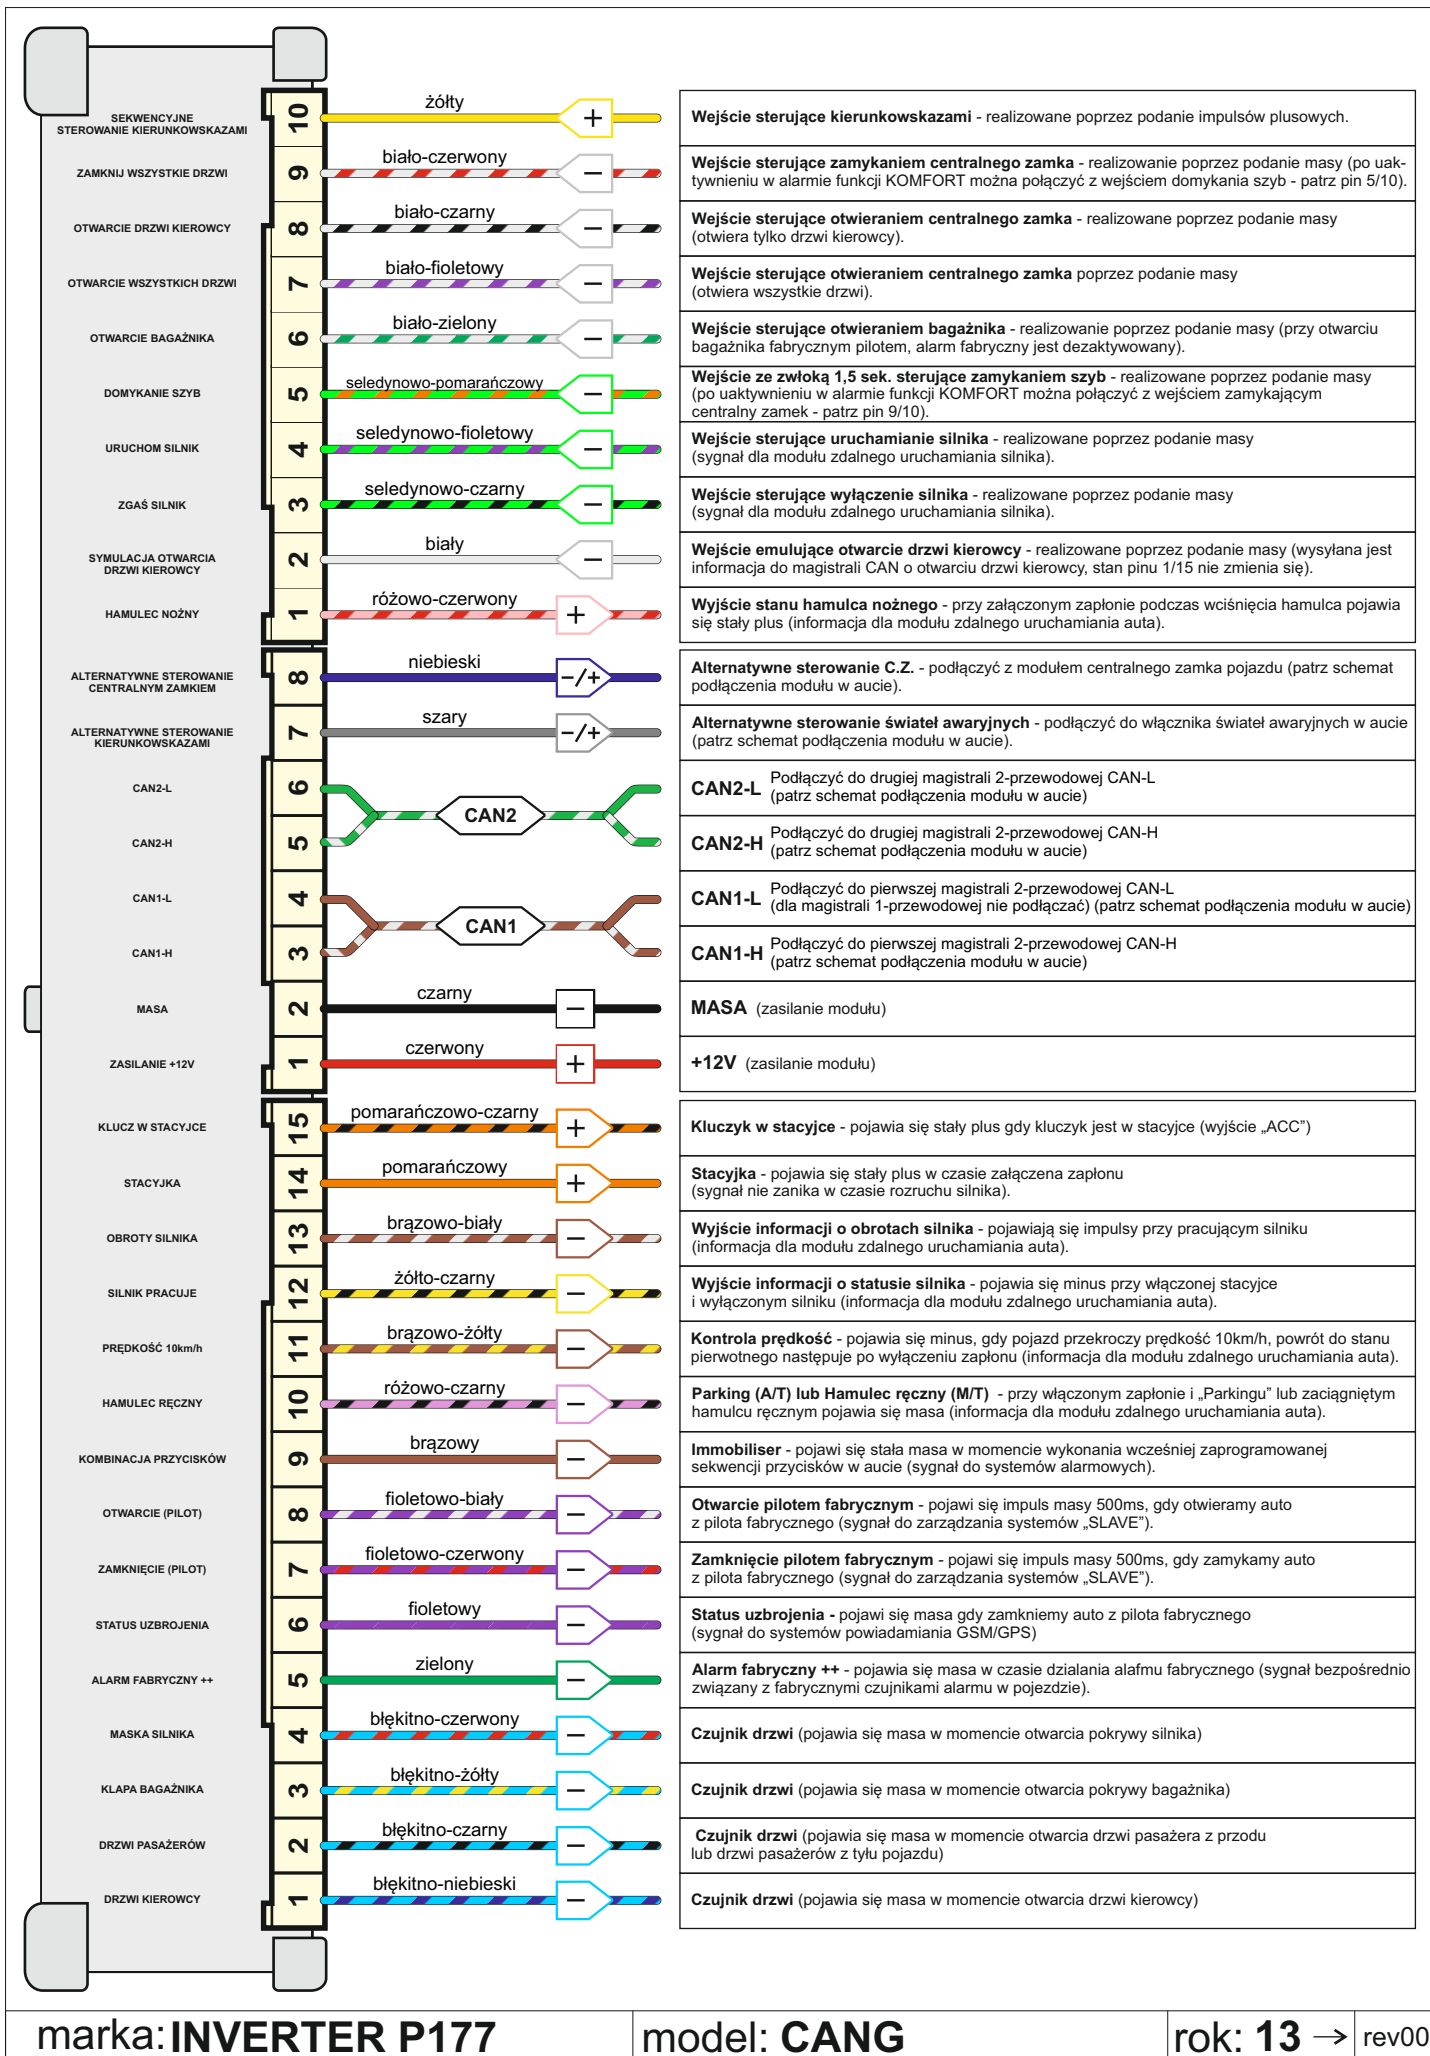 SEKWENCYJNE
STEROWANIE KIERUNKOWSKAZAMI
10
żółty
+
Wejście sterujące kierunkowskazami - realizowane poprzez podanie impulsów plusowych.
ZAMKNIJ WSZYSTKIE DRZWI
9
biało-czerwony
−
Wejście sterujące zamykaniem centralnego zamka - realizowanie poprzez podanie masy (po uak-
tywnieniu w alarmie funkcji KOMFORT można połączyć z wejściem domykania szyb - patrz pin 5/10).
OTWARCIE DRZWI KIEROWCY
8
biało-czarny
−
Wejście sterujące otwieraniem centralnego zamka - realizowane poprzez podanie masy
(otwiera tylko drzwi kierowcy).
OTWARCIE WSZYSTKICH DRZWI
7
biało-fioletowy
−
Wejście sterujące otwieraniem centralnego zamka poprzez podanie masy
(otwiera wszystkie drzwi).
OTWARCIE BAGAŻNIKA
6
biało-zielony
−
Wejście sterujące otwieraniem bagażnika - realizowanie poprzez podanie masy (przy otwarciu
bagażnika fabrycznym pilotem, alarm fabryczny jest dezaktywowany).
DOMYKANIE SZYB
5
seledynowo-pomarańczowy
−
Wejście ze zwłoką 1,5 sek. sterujące zamykaniem szyb - realizowane poprzez podanie masy
(po uaktywnieniu w alarmie funkcji KOMFORT można połączyć z wejściem zamykającym
centralny zamek - patrz pin 9/10).
URUCHOM SILNIK
4
seledynowo-fioletowy
−
Wejście sterujące uruchamianie silnika - realizowane poprzez podanie masy
(sygnał dla modułu zdalnego uruchamiania silnika).
ZGAŚ SILNIK
3
seledynowo-czarny
−
Wejście sterujące wyłączenie silnika - realizowane poprzez podanie masy
(sygnał dla modułu zdalnego uruchamiania silnika).
SYMULACJA OTWARCIA
DRZWI KIEROWCY
2
biały
−
Wejście emulujące otwarcie drzwi kierowcy - realizowane poprzez podanie masy (wysyłana jest
informacja do magistrali CAN o otwarciu drzwi kierowcy, stan pinu 1/15 nie zmienia się).
HAMULEC NOŻNY
1
różowo-czerwony
+
Wyjście stanu hamulca nożnego - przy załączonym zapłonie podczas wciśnięcia hamulca pojawia
się stały plus (informacja dla modułu zdalnego uruchamiania auta).
ALTERNATYWNE STEROWANIE
CENTRALNYM ZAMKIEM
8
niebieski
−/+
Alternatywne sterowanie C.Z. - podłączyć z modułem centralnego zamka pojazdu (patrz schemat
podłączenia modułu w aucie).
ALTERNATYWNE STEROWANIE
KIERUNKOWSKAZAMI
7
szary
−/+
Alternatywne sterowanie świateł awaryjnych - podłączyć do włącznika świateł awaryjnych w aucie
(patrz schemat podłączenia modułu w aucie).
CAN2-L
6
CAN2
CAN2-L Podłączyć do drugiej magistrali 2-przewodowej CAN-L
(patrz schemat podłączenia modułu w aucie)
CAN2-H
5
CAN2-H Podłączyć do drugiej magistrali 2-przewodowej CAN-H
(patrz schemat podłączenia modułu w aucie)
CAN1-L
4
CAN1
CAN1-L Podłączyć do pierwszej magistrali 2-przewodowej CAN-L
(dla magistrali 1-przewodowej nie podłączać) (patrz schemat podłączenia modułu w aucie)
CAN1-H
3
CAN1-H Podłączyć do pierwszej magistrali 2-przewodowej CAN-H
(patrz schemat podłączenia modułu w aucie)
MASA
2
czarny
−
MASA (zasilanie modułu)
ZASILANIE +12V
1
czerwony
+
+12V (zasilanie modułu)
KLUCZ W STACYJCE
15
pomarańczowo-czarny
+
Kluczyk w stacyjce - pojawia się stały plus gdy kluczyk jest w stacyjce (wyjście „ACC”)
STACYJKA
14
pomarańczowy
+
Stacyjka - pojawia się stały plus w czasie załączena zapłonu
(sygnał nie zanika w czasie rozruchu silnika).
OBROTY SILNIKA
13
brązowo-biały
−
Wyjście informacji o obrotach silnika - pojawiają się impulsy przy pracującym silniku
(informacja dla modułu zdalnego uruchamiania auta).
SILNIK PRACUJE
12
żółto-czarny
−
Wyjście informacji o statusie silnika - pojawia się minus przy włączonej stacyjce
i wyłączonym silniku (informacja dla modułu zdalnego uruchamiania auta).
PRĘDKOŚĆ 10km/h
11
brązowo-żółty
−
Kontrola prędkość - pojawia się minus, gdy pojazd przekroczy prędkość 10km/h, powrót do stanu
pierwotnego następuje po wyłączeniu zapłonu (informacja dla modułu zdalnego uruchamiania auta).
HAMULEC RĘCZNY
10
różowo-czarny
−
Parking (A/T) lub Hamulec ręczny (M/T) - przy włączonym zapłonie i „Parkingu” lub zaciągniętym
hamulcu ręcznym pojawia się masa (informacja dla modułu zdalnego uruchamiania auta).
KOMBINACJA PRZYCISKÓW
9
brązowy
−
Immobiliser - pojawi się stała masa w momencie wykonania wcześniej zaprogramowanej
sekwencji przycisków w aucie (sygnał do systemów alarmowych).
OTWARCIE (PILOT)
8
fioletowo-biały
−
Otwarcie pilotem fabrycznym - pojawi się impuls masy 500ms, gdy otwieramy auto
z pilota fabrycznego (sygnał do zarządzania systemów „SLAVE”).
ZAMKNIĘCIE (PILOT)
7
fioletowo-czerwony
−
Zamknięcie pilotem fabrycznym - pojawi się impuls masy 500ms, gdy zamykamy auto
z pilota fabrycznego (sygnał do zarządzania systemów „SLAVE”).
STATUS UZBROJENIA
6
fioletowy
−
Status uzbrojenia - pojawi się masa gdy zamkniemy auto z pilota fabrycznego
(sygnał do systemów powiadamiania GSM/GPS)
ALARM FABRYCZNY ++
5
zielony
−
Alarm fabryczny ++ - pojawia się masa w czasie dzialania alafmu fabrycznego (sygnał bezpośrednio
związany z fabrycznymi czujnikami alarmu w pojezdzie).
MASKA SILNIKA
4
błękitno-czerwony
−
Czujnik drzwi (pojawia się masa w momencie otwarcia pokrywy silnika)
KLAPA BAGAŻNIKA
3
błękitno-żółty
−
Czujnik drzwi (pojawia się masa w momencie otwarcia pokrywy bagażnika)
DRZWI PASAŻERÓW
2
błękitno-czarny
−
Czujnik drzwi (pojawia się masa w momencie otwarcia drzwi pasażera z przodu
lub drzwi pasażerów z tyłu pojazdu)
DRZWI KIEROWCY
1
błękitno-niebieski
−
Czujnik drzwi (pojawia się masa w momencie otwarcia drzwi kierowcy)
marka: INVERTER P177
model: CANG
rok: 13 →
rev00